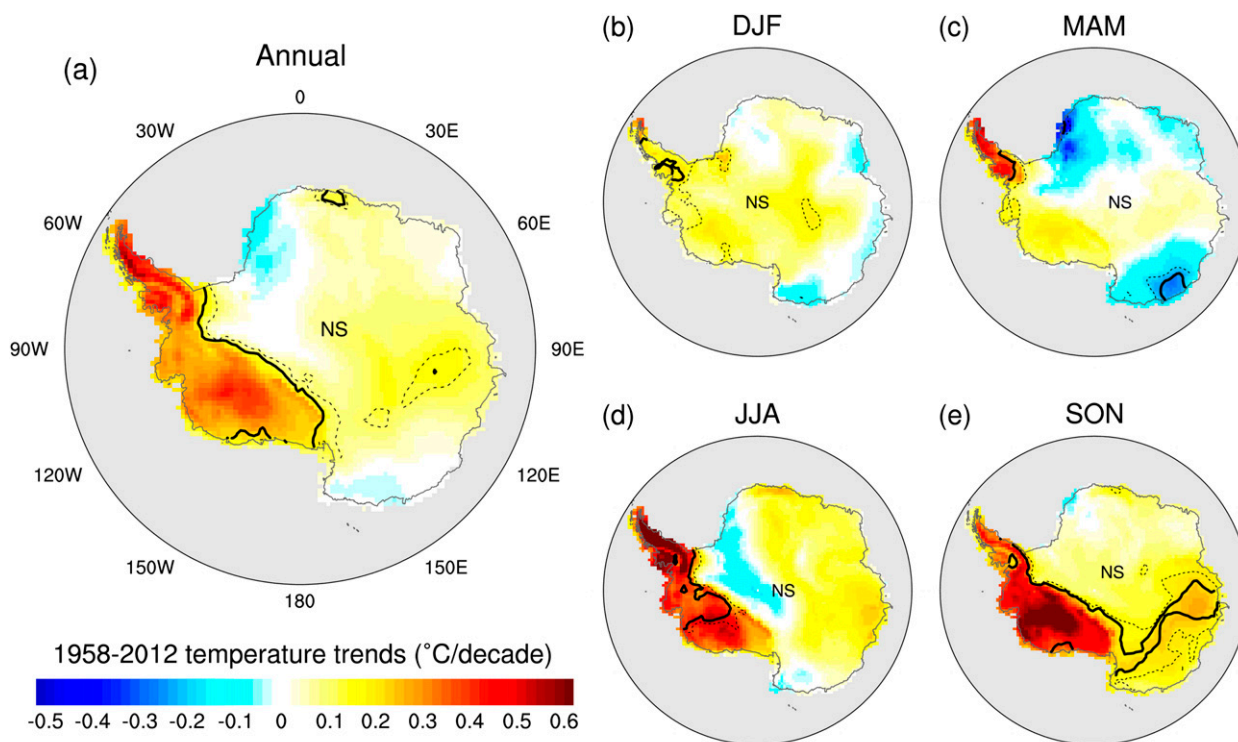 (a)
Annual
0
30W
30E
60W
60E
90W
90E
120W
120E
150W
150E
180
NS
1958-2012 temperature trends (°C/decade)
-0.5 -0.4 -0.3 -0.2 -0.1 0 0.1 0.2 0.3 0.4 0.5 0.6
(b)
DJF
NS
(c)
MAM
NS
(d)
JJA
NS
(e)
SON
NS